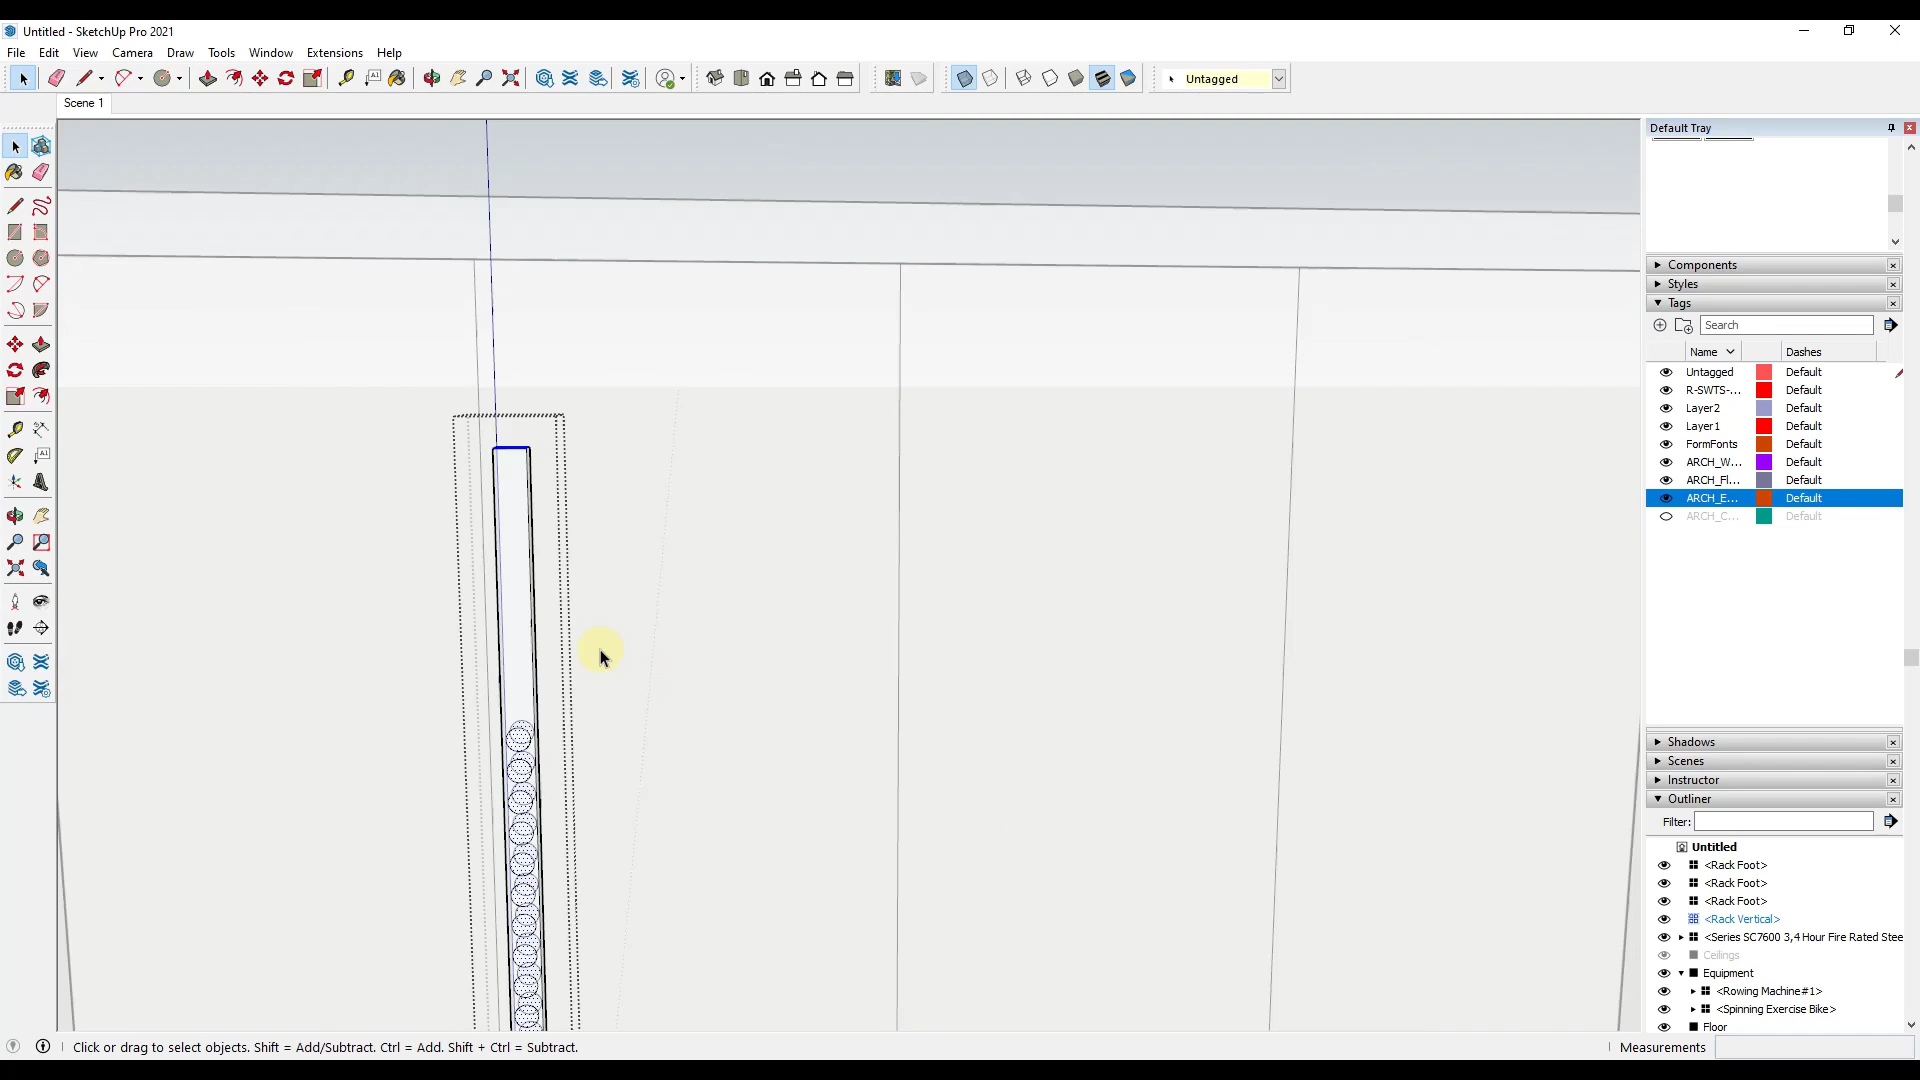 Untitled - SketchUp Pro 2021
File Edit View Camera Draw Tools Window Extensions Help
A1
Untagged
Scene 1
Default Tray
Components
Styles
Tags
Search
Name Dashes
Untagged Default
R-SWTS-... Default
Layer2 Default
Layer1 Default
FormFonts Default
ARCH_W... Default
ARCH_Fl... Default
ARCH_E... Default
ARCH_C... Default
A1
Shadows
Scenes
Instructor
Outliner
Filter:
Untitled
<Rack Foot>
<Rack Foot>
<Rack Foot>
<Rack Vertical>
<Series SC7600 3,4 Hour Fire Rated Stee
Ceilings
Equipment
<Rowing Machine#1>
<Spinning Exercise Bike>
Floor
Click or drag to select objects. Shift = Add/Subtract. Ctrl = Add. Shift + Ctrl = Subtract.
Measurements